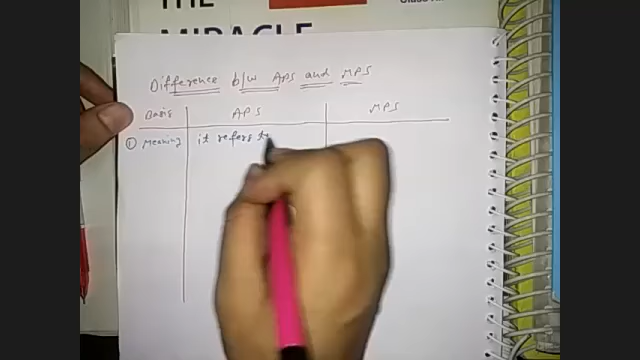 THE
MIRACLE
Difference b/w APS and MPS
Basis APS MPS
① Meaning it refers to